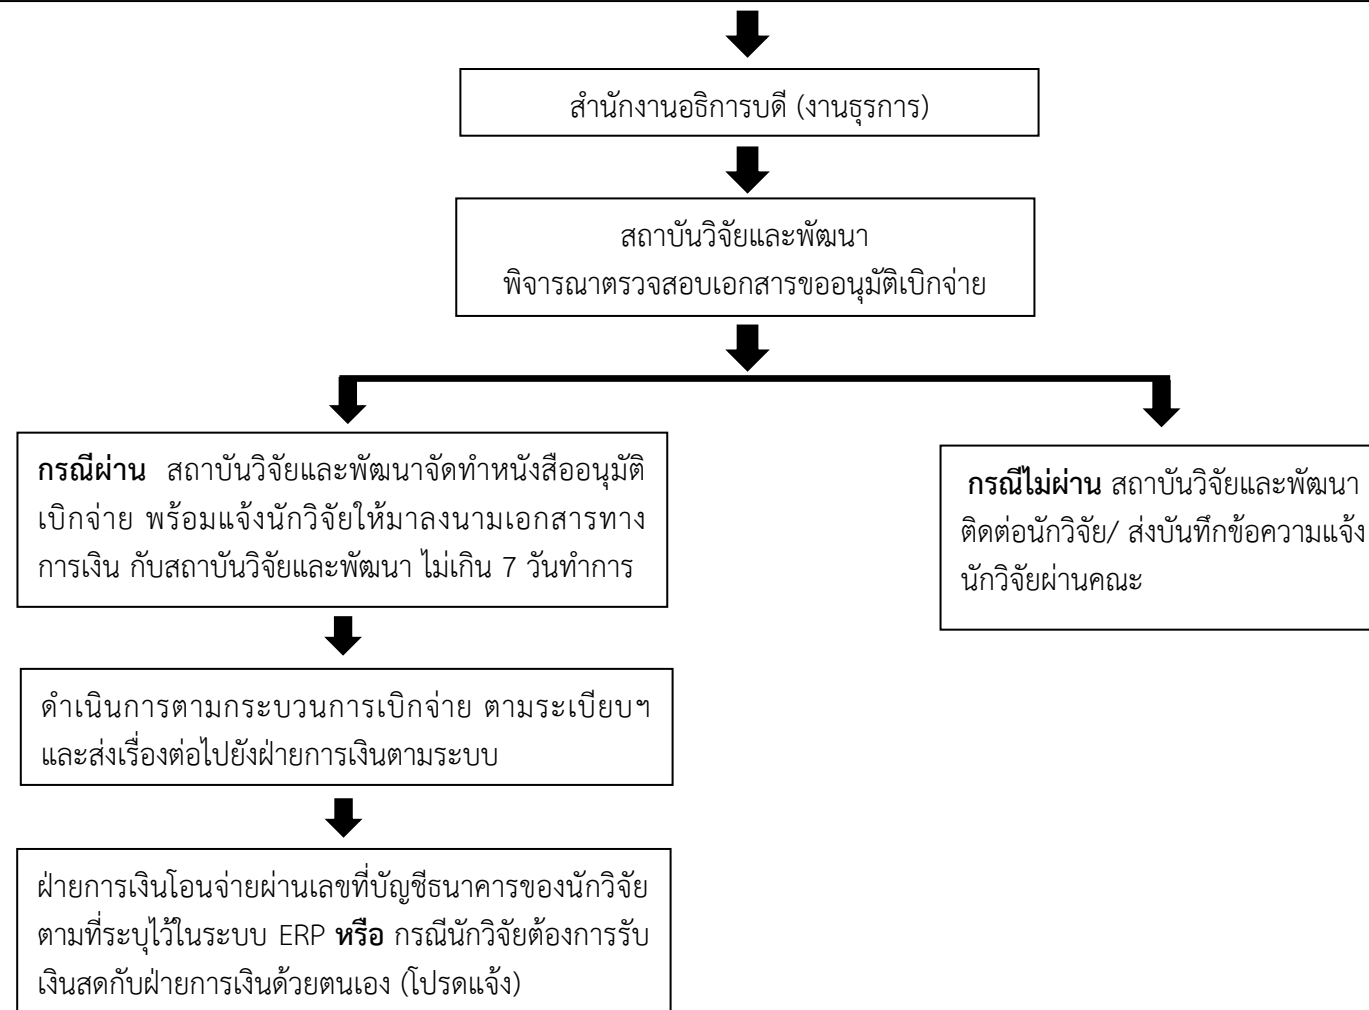 สำนักงานอธิการบดี (งานธุรการ)
สถาบันวิจัยและพัฒนา
พิจารณาตรวจสอบเอกสารขออนุมัติเบิกจ่าย
กรณีผ่าน สถาบันวิจัยและพัฒนาจัดทำหนังสืออนุมัติ
เบิกจ่าย พร้อมแจ้งนักวิจัยให้มาลงนามเอกสารทาง
การเงิน กับสถาบันวิจัยและพัฒนา ไม่เกิน 7 วันทำการ
กรณีไม่ผ่าน สถาบันวิจัยและพัฒนา
ติดต่อนักวิจัย/ ส่งบันทึกข้อความแจ้ง
นักวิจัยผ่านคณะ
ดำเนินการตามกระบวนการเบิกจ่าย ตามระเบียบฯ
และส่งเรื่องต่อไปยังฝ่ายการเงินตามระบบ
ฝ่ายการเงินโอนจ่ายผ่านเลขที่บัญชีธนาคารของนักวิจัย
ตามที่ระบุไว้ในระบบ ERP หรือ กรณีนักวิจัยต้องการรับ
เงินสดกับฝ่ายการเงินด้วยตนเอง (โปรดแจ้ง)